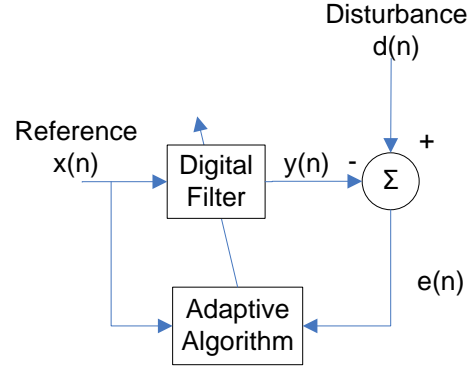 Disturbance
d(n)
+
Reference
x(n)
Digital
Filter
y(n)
-
Σ
e(n)
Adaptive
Algorithm